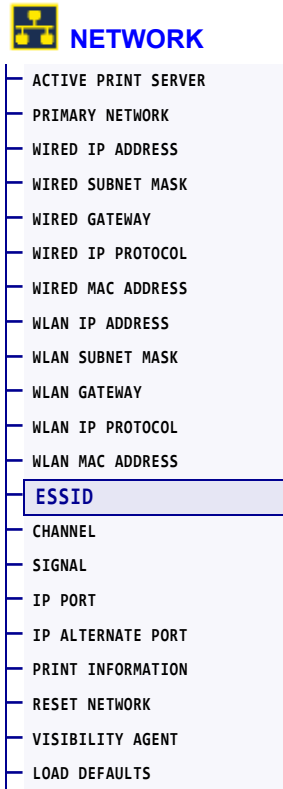 NETWORK
ACTIVE PRINT SERVER
PRIMARY NETWORK
WIRED IP ADDRESS
WIRED SUBNET MASK
WIRED GATEWAY
WIRED IP PROTOCOL
WIRED MAC ADDRESS
WLAN IP ADDRESS
WLAN SUBNET MASK
WLAN GATEWAY
WLAN IP PROTOCOL
WLAN MAC ADDRESS
ESSID
CHANNEL
SIGNAL
IP PORT
IP ALTERNATE PORT
PRINT INFORMATION
RESET NETWORK
VISIBILITY AGENT
LOAD DEFAULTS